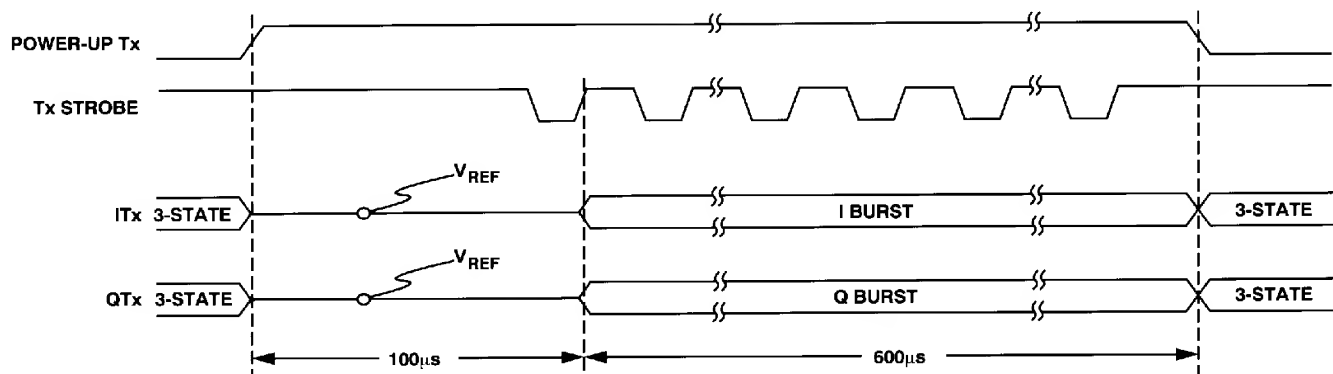 POWER-UP Tx
Tx STROBE
VREF
ITx 3-STATE I BURST 3-STATE
VREF
QTx 3-STATE Q BURST 3-STATE
100μs 600μs